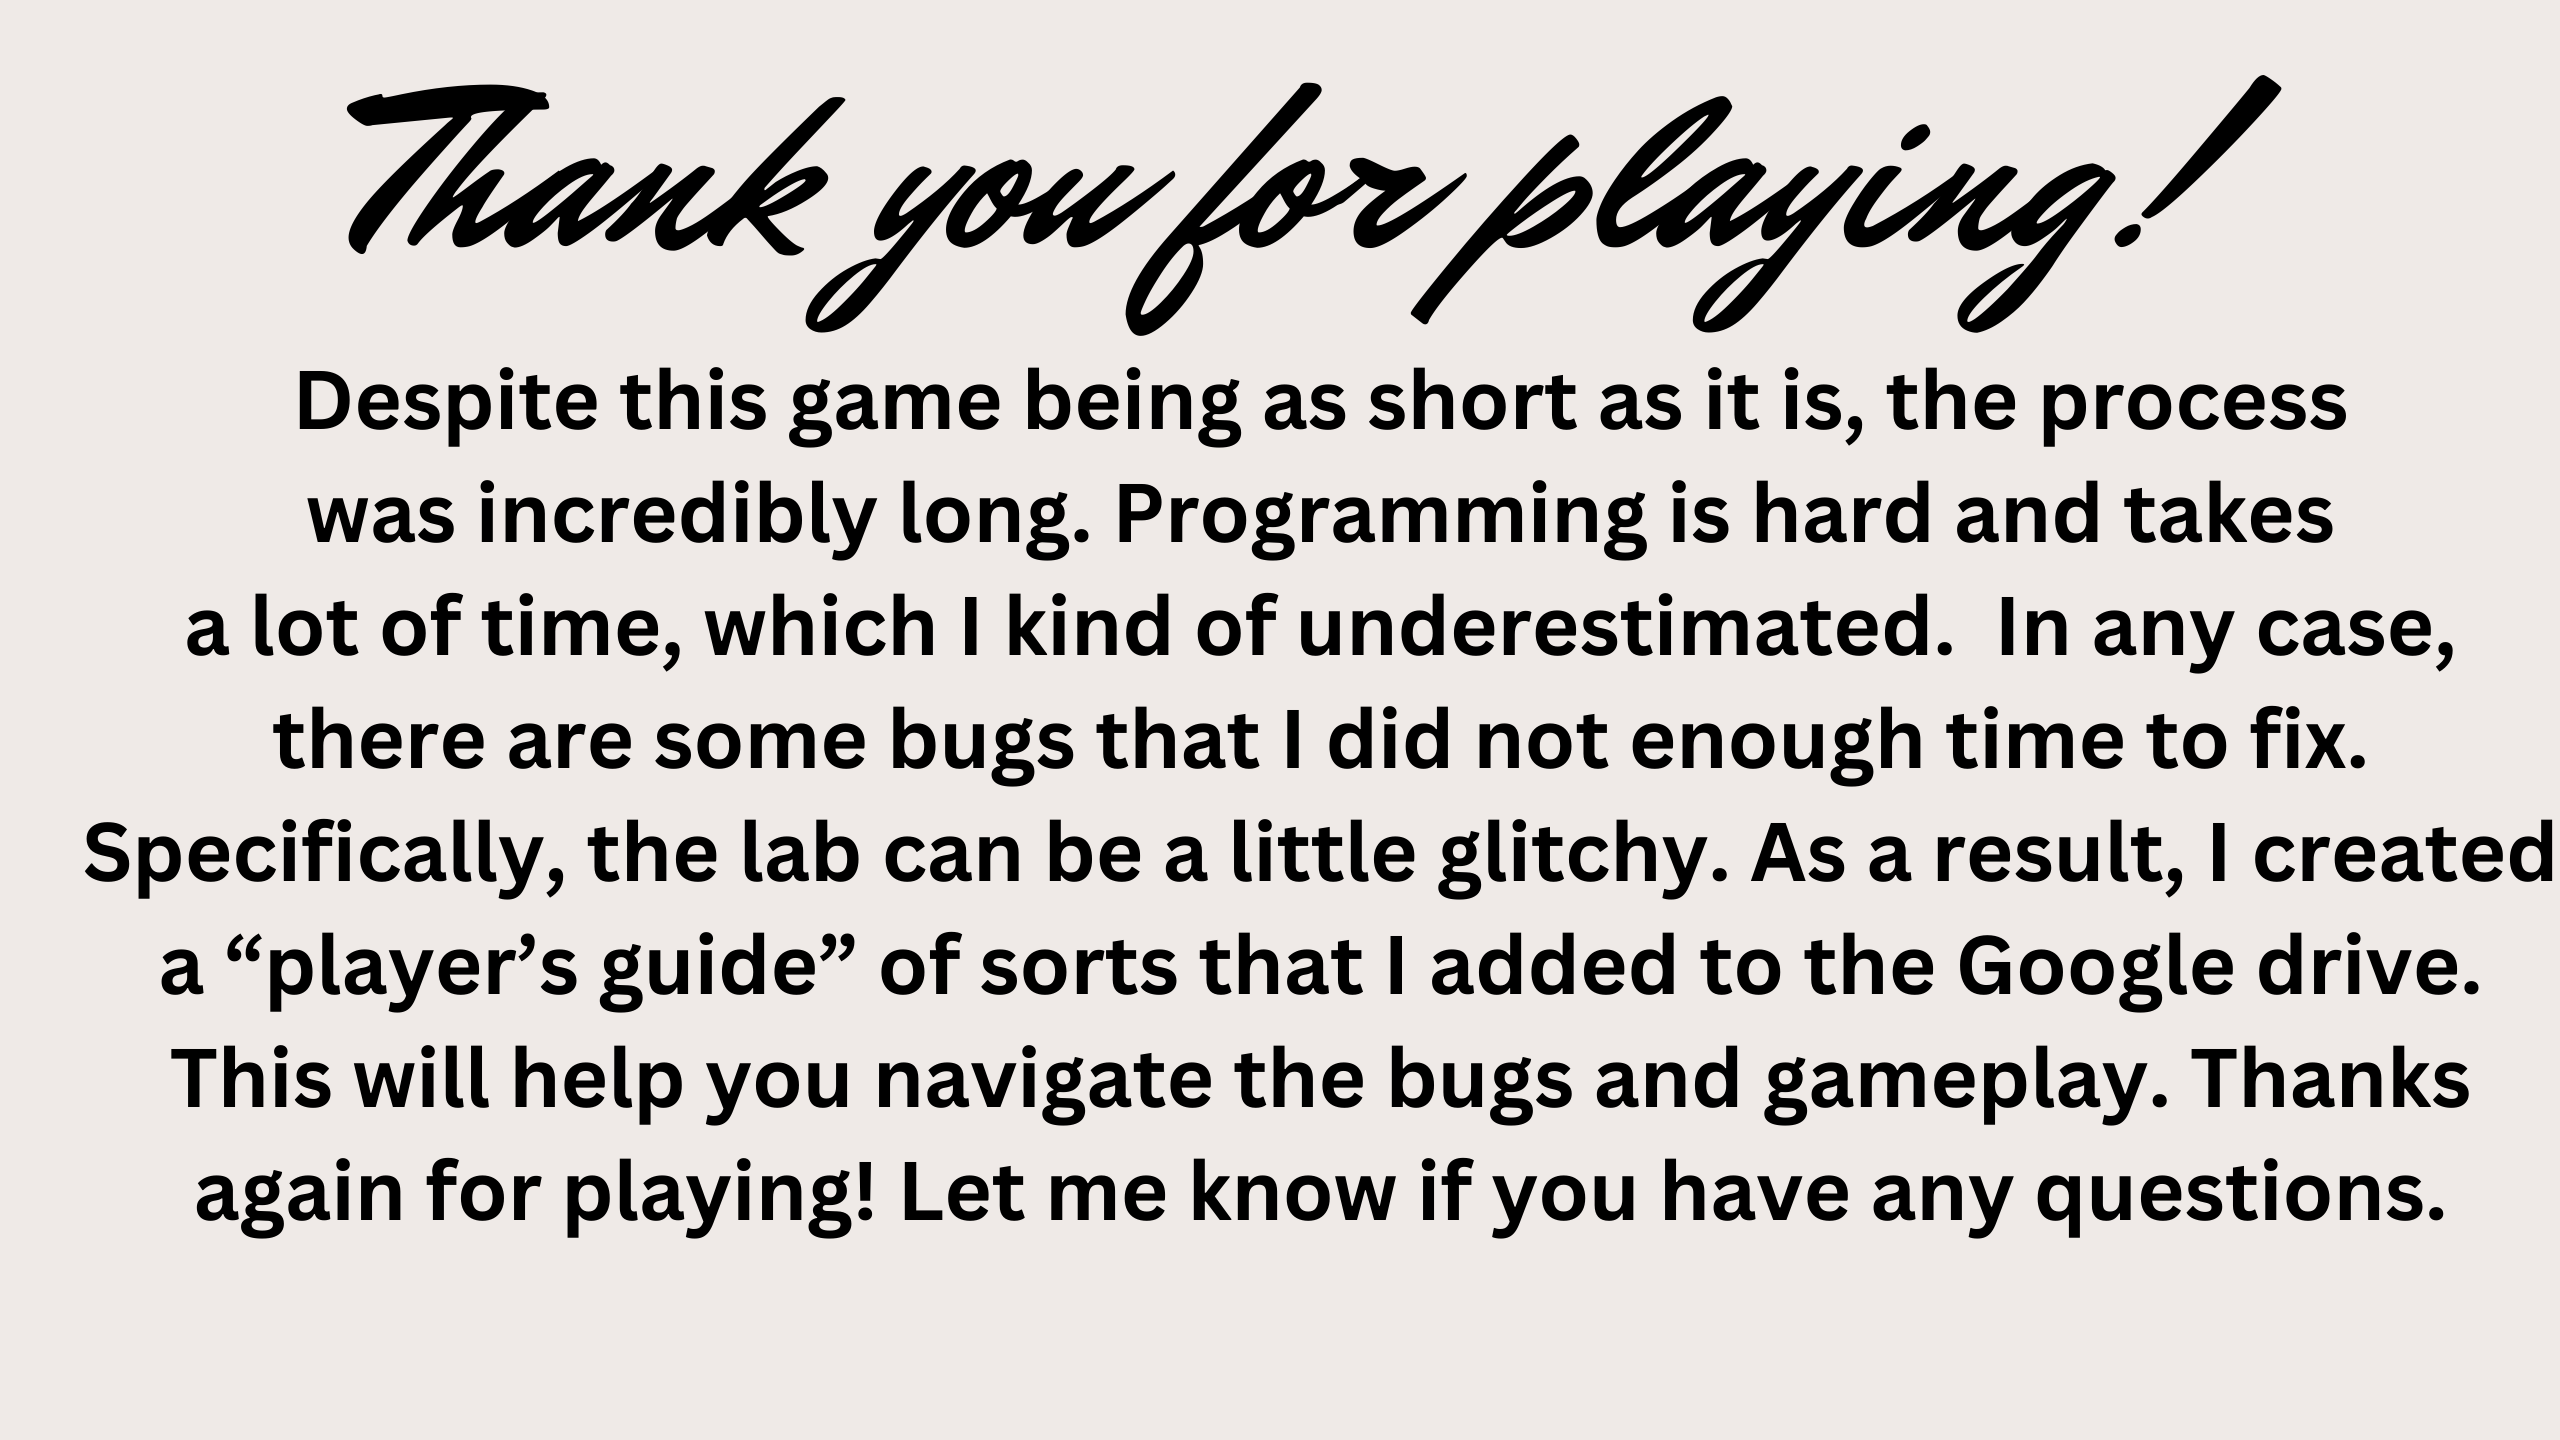 Thank you for playing!
Despite this game being as short as it is, the process
was incredibly long. Programming is hard and takes
a lot of time, which I kind of underestimated.  In any case,
there are some bugs that I did not enough time to fix.
Specifically, the lab can be a little glitchy. As a result, I created
a “player’s guide” of sorts that I added to the Google drive.
This will help you navigate the bugs and gameplay. Thanks
again for playing! Let me know if you have any questions.